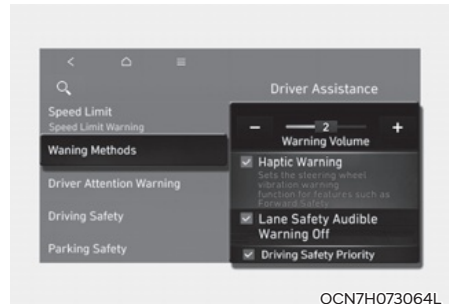 Driver Assistance
Speed Limit
Speed Limit Warning
Waning Methods
Driver Attention Warning
Driving Safety
Parking Safety
− 2 +
Warning Volume
Haptic Warning
Sets the steering wheel
vibration warning
function for features such as
Forward Safety
Lane Safety Audible
Warning Off
Driving Safety Priority
OCN7H073064L